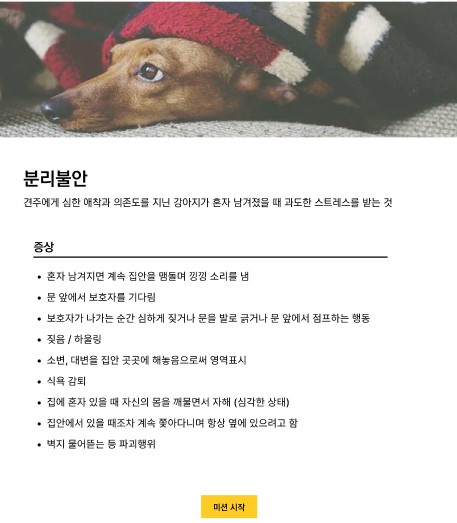 분리불안
견주에게 심한 애착과 의존도를 지닌 강아지가 혼자 남겨졌을 때 과도한 스트레스를 받는 것
증상
• 혼자 남겨지면 계속 집안을 맴돌며 낑낑 소리를 냄
• 문 앞에서 보호자를 기다림
• 보호자가 나가는 순간 심하게 짖거나 문을 발로 긁거나 문 앞에서 점프하는 행동
• 짖음 / 하울링
• 소변, 대변을 집안 곳곳에 해놓음으로써 영역표시
• 식욕 감퇴
• 집에 혼자 있을 때 자신의 몸을 깨물면서 자해 (심각한 상태)
• 집안에서 있을 때조차 계속 쫓아다니며 항상 옆에 있으려고 함
• 벽지 물어뜯는 등 파괴행위
미션 시작